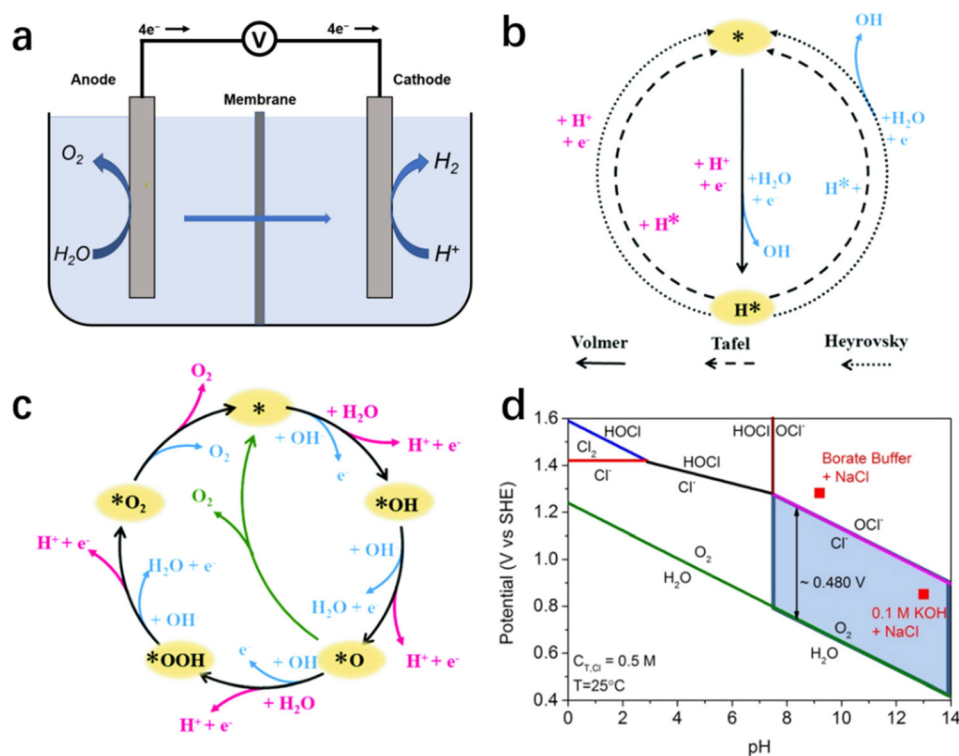 a
4e⁻
V
4e⁻
Anode
Cathode
Membrane
O₂
H₂O
H₂
H⁺
b
*
OH⁻
+ H⁺
+ e⁻
+ H⁺
+ e⁻
+H₂O
+ e⁻
OH⁻
+H₂O
+ e⁻
+ H*
H* +
H*
Volmer
Tafel
Heyrovsky
c
O₂
*
+ H₂O
+ OH⁻
H⁺ + e⁻
e⁻
O₂
*O₂
*OH
O₂
H⁺ + e⁻
H₂O + e⁻
+ OH
+ OH
H₂O + e
H⁺ + e⁻
*OOH
*O
e⁻
+ OH
+ H₂O
H⁺ + e⁻
d
Potential (V vs SHE)
1.6
1.4
1.2
1.0
0.8
0.6
0.4
HOCl
Cl₂
Cl⁻
HOCl
Cl⁻
HOCl
OCl⁻
Borate Buffer
+ NaCl
OCl⁻
Cl⁻
O₂
H₂O
~ 0.480 V
0.1 M KOH
+ NaCl
O₂
H₂O
C_T,Cl = 0.5 M
T=25°C
0 2 4 6 8 10 12 14
pH